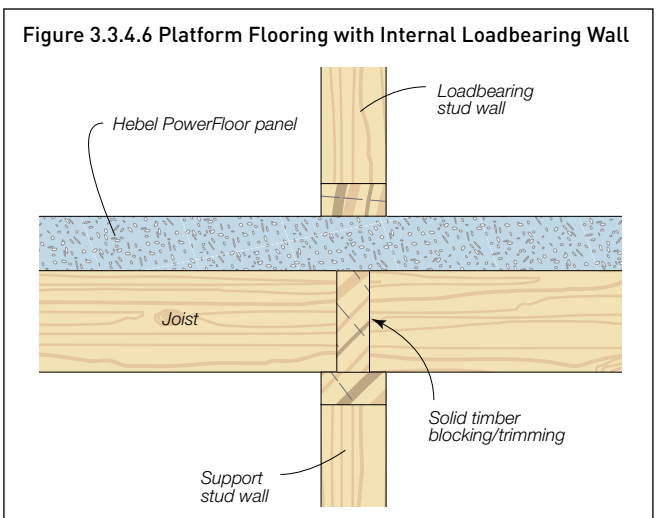 Figure 3.3.4.6 Platform Flooring with Internal Loadbearing Wall
Loadbearing
stud wall
Hebel PowerFloor panel
Joist
Solid timber
blocking/trimming
Support
stud wall